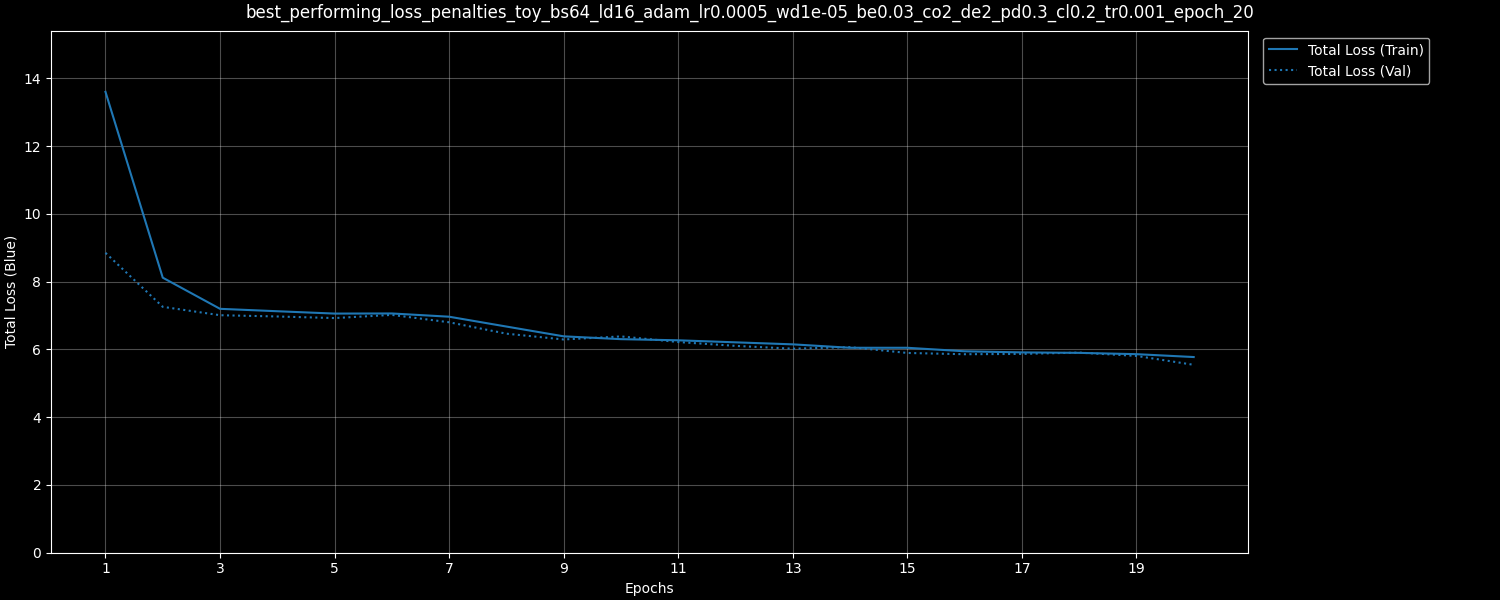 best_performing_loss_penalties_toy_bs64_ld16_adam_lr0.0005_wd1e-05_be0.03_co2_de2_pd0.3_cl0.2_tr0.001_epoch_20
Total Loss (Train)
Total Loss (Val)
Total Loss (Blue)
14
12
10
8
6
4
2
0
1 3 5 7 9 11 13 15 17 19
Epochs